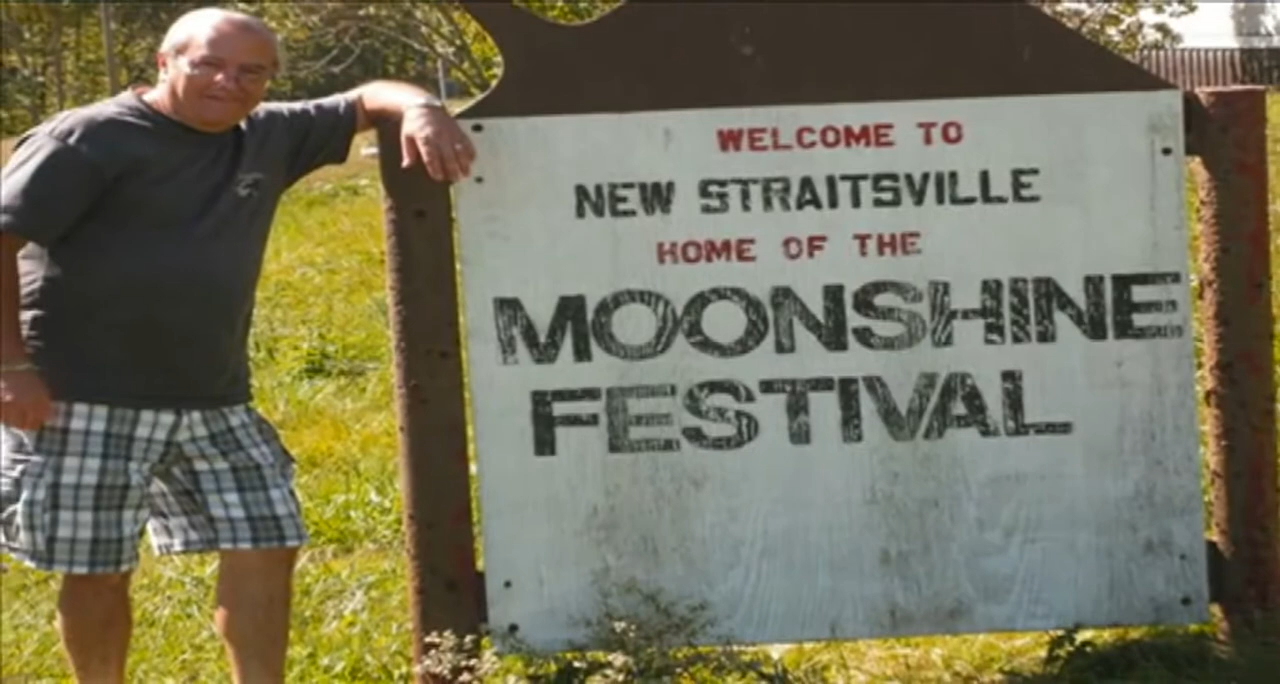 WELCOME TO
NEW STRAITSVILLE
HOME OF THE
MOONSHINE
FESTIVAL